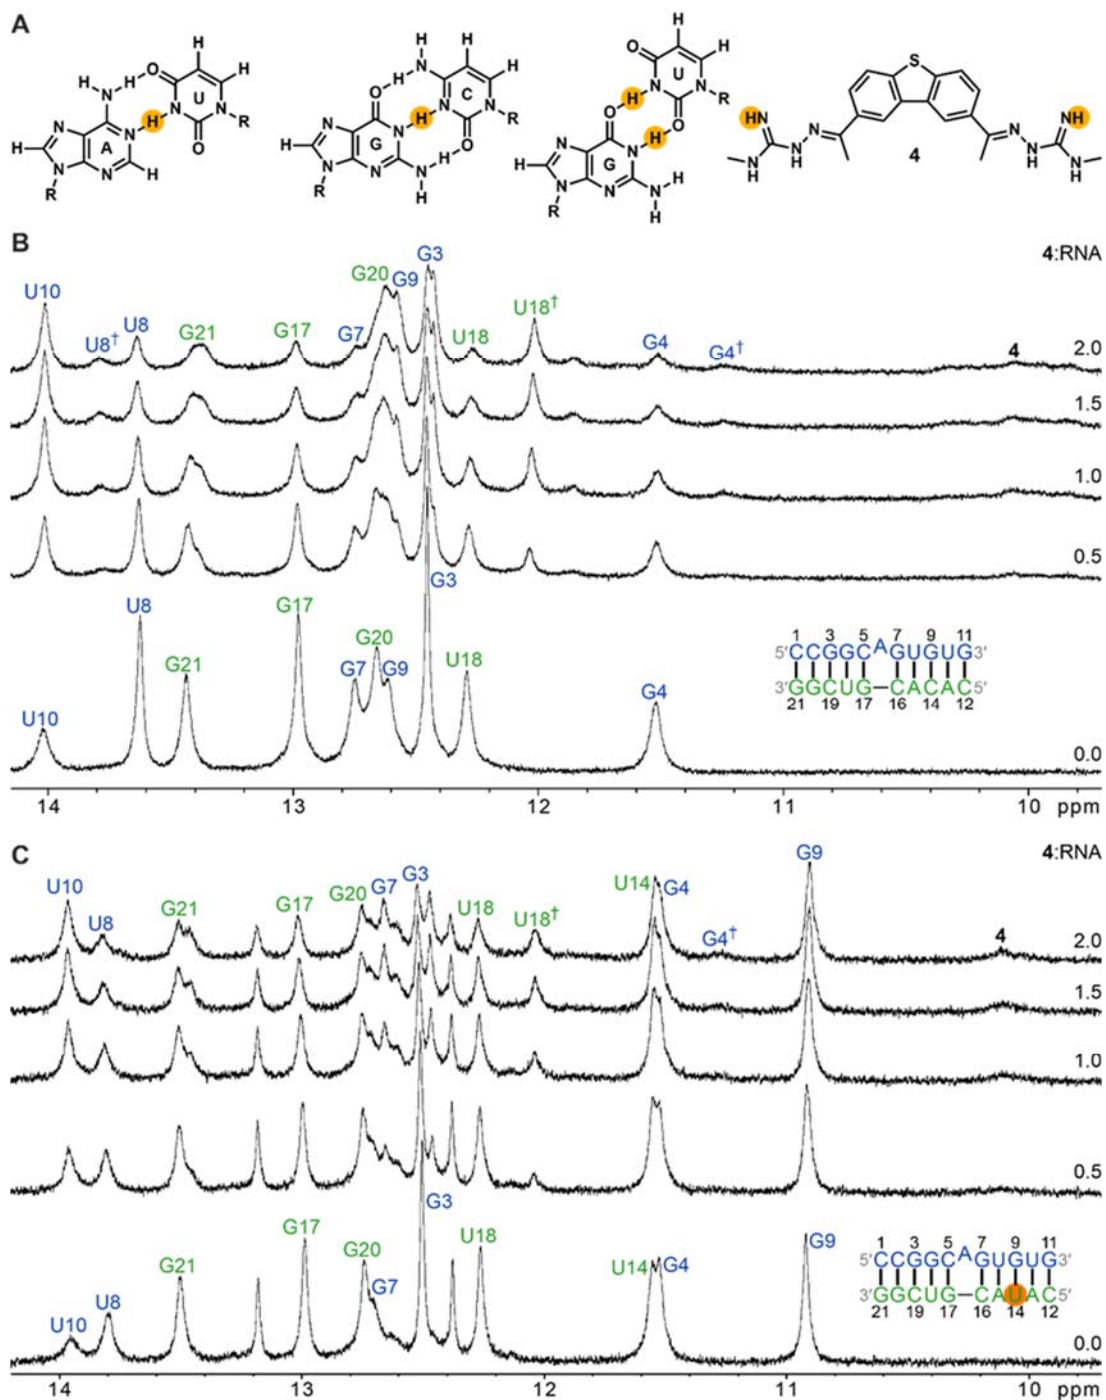 A
B
4:RNA
U10 U8† U8 G21 G17 G7 G20 G9 G3 U18 U18† G4 G4† 4 2.0
1.5
1.0
0.5
U10 U8 G21 G17 G7 G20 G9 G3 U18 G4
1 3 5 7 9 11
5'CCGGCAGUGUG3'
3'GGCUG–CACAC5'
21 19 17 16 14 12
0.0
14 13 12 11 10 ppm
C
4:RNA
U10 U8 G21 G17 G20 G7 G3 U18 U18† U14 G4 G4† G9 4 2.0
1.5
1.0
0.5
U10 U8 G21 G17 G20 G7 G3 U18 U14 G4 G9
1 3 5 7 9 11
5'CCGGCAGUGUG3'
3'GGCUG–CAUAC5'
21 19 17 16 14 12
0.0
14 13 12 11 10 ppm